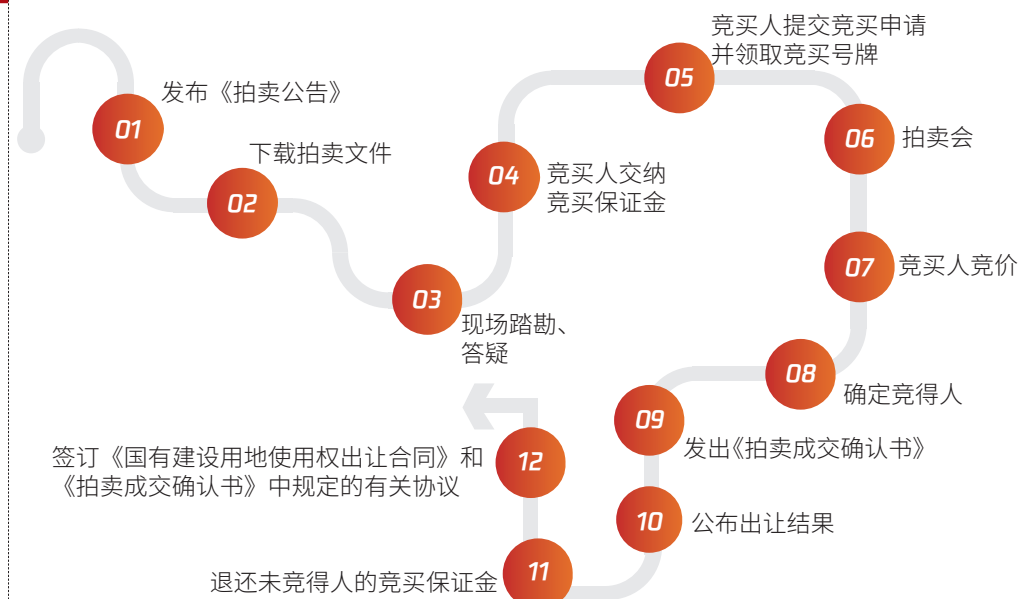 01
发布《拍卖公告》
02
下载拍卖文件
03
现场踏勘、
答疑
04
竞买人交纳
竞买保证金
05
竞买人提交竞买申请
并领取竞买号牌
06
拍卖会
07
竞买人竞价
08
确定竞得人
09
发出《拍卖成交确认书》
10
公布出让结果
11
退还未竞得人的竞买保证金
12
签订《国有建设用地使用权出让合同》和
《拍卖成交确认书》中规定的有关协议